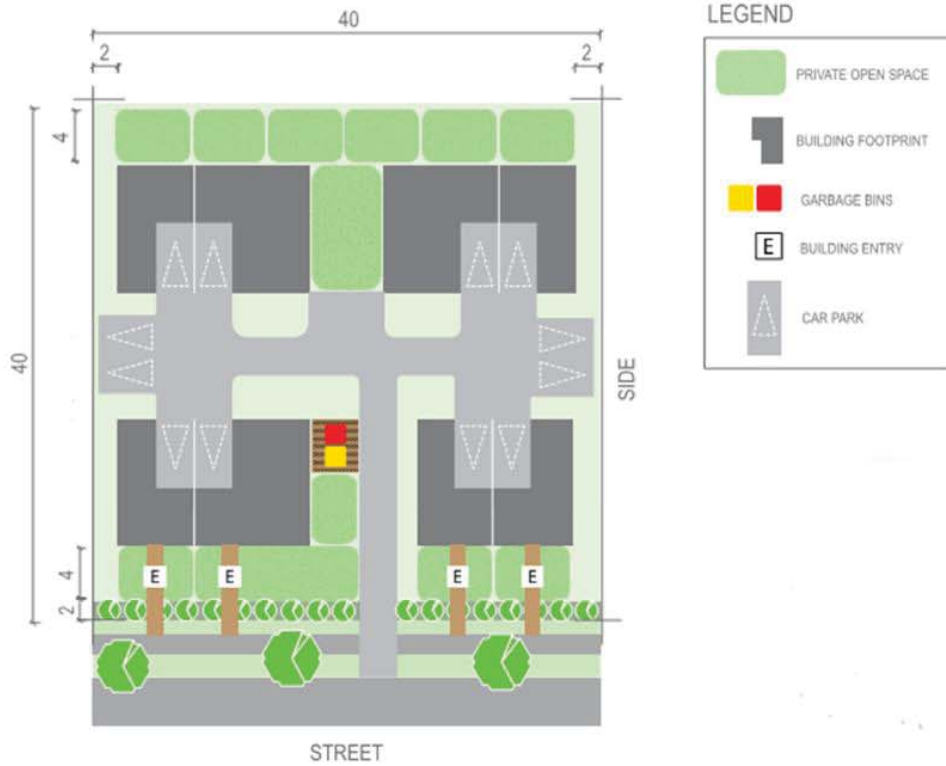 40
2
2
4
40
SIDE
E
E
E
E
4
2
STREET
LEGEND
PRIVATE OPEN SPACE
BUILDING FOOTPRINT
GARBAGE BINS
E
BUILDING ENTRY
CAR PARK